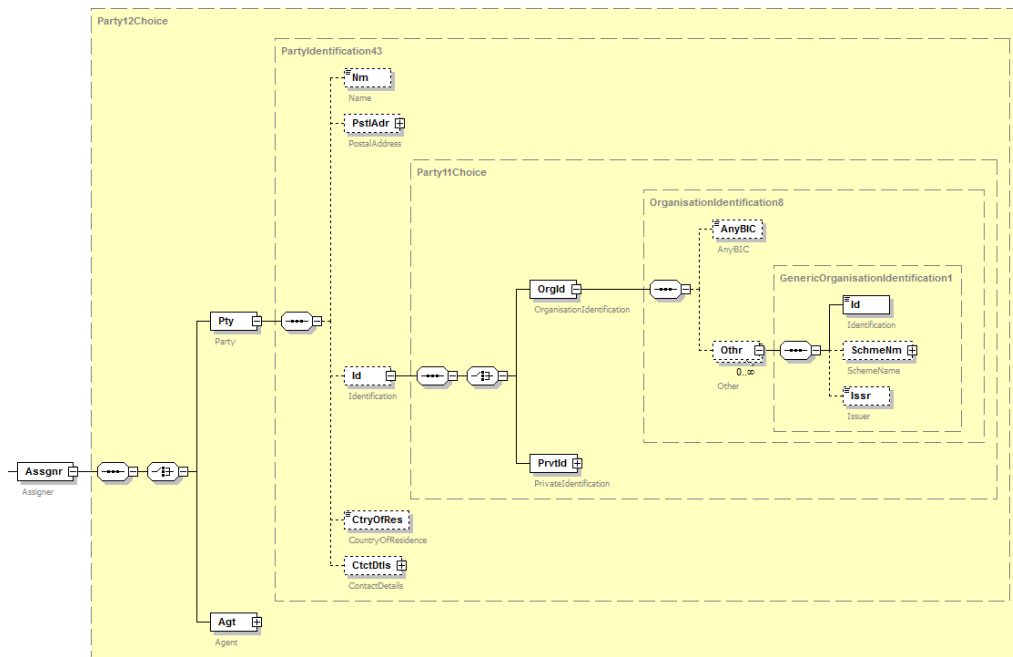 Party12Choice
PartyIdentification43
Nm
Name
PstlAdr
PostalAddress
Party11Choice
OrganisationIdentification8
AnyBIC
AnyBIC
GenericOrganisationIdentification1
OrgId
OrganisationIdentification
Id
Identification
Pty
Party
Othr
0..∞
Other
SchmeNm
SchemeName
Id
Identification
Issr
Issuer
Assgnr
Assigner
PrvtId
PrivateIdentification
CtryOfRes
CountryOfResidence
CtctDtls
ContactDetails
Agt
Agent